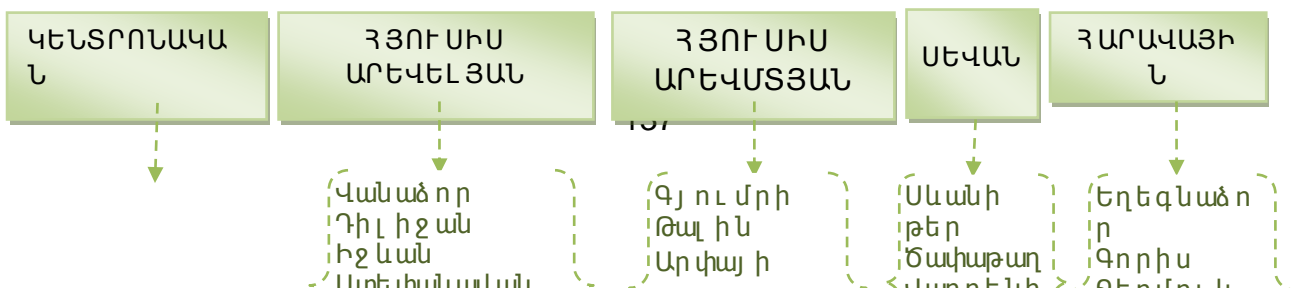 ԿԵՆՏՐՈՆԱԿԱ
Ն
ՀՅՈՒՍԻՍ
ԱՐԵՎԵԼՅԱՆ
ՀՅՈՒՍԻՍ
ԱՐԵՎՄՏՅԱՆ
ՍԵՎԱՆ
ՀԱՐԱՎԱՅԻ
Ն
Վանաձոր
Դիլիջան
Իջևան
Գյումրի
Թալին
Արփայի
Սևանի
թեր
Ծափաթաղ
Եղեգնաձո
ր
Գորիս